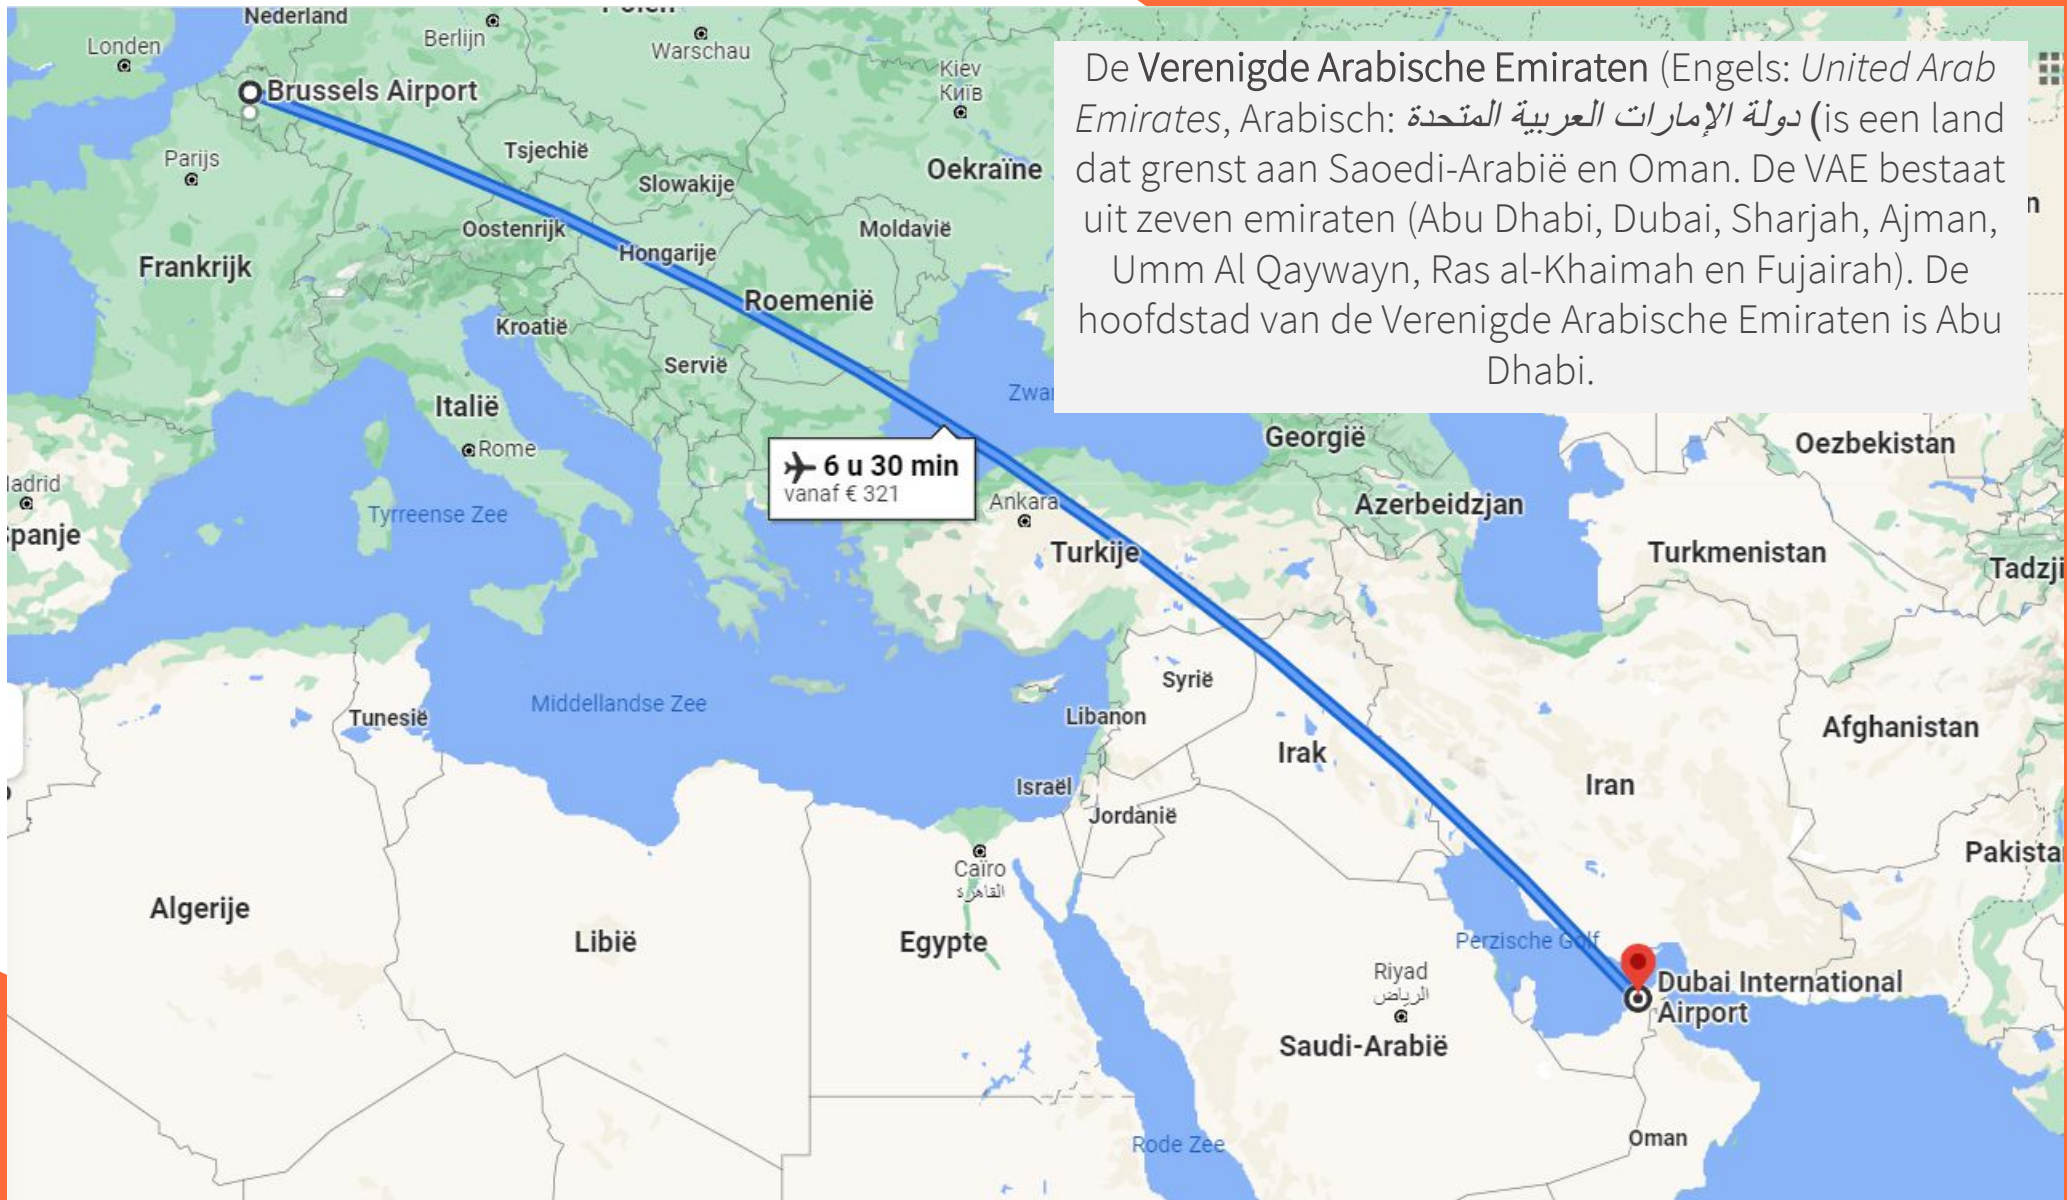 De Verenigde Arabische Emiraten (Engels: United Arab
Emirates, Arabisch: دولة الإمارات العربية المتحدة) is een land
dat grenst aan Saoedi-Arabië en Oman. De VAE bestaat
uit zeven emiraten (Abu Dhabi, Dubai, Sharjah, Ajman,
Umm Al Qaywayn, Ras al-Khaimah en Fujairah). De
hoofdstad van de Verenigde Arabische Emiraten is Abu
Dhabi.
Nederland
Londen
Berlijn
Warschau
Kiev
Київ
Brussels Airport
Parijs
Tsjechië
Slowakije
Oekraïne
Oostenrijk
Hongarije
Moldavië
Frankrijk
Roemenië
Kroatië
Servië
Italië
Rome
6 u 30 min
vanaf € 321
Tyrreense Zee
Ankara
Turkije
Georgië
Azerbeidzjan
Oezbekistan
Turkmenistan
Middellandse Zee
Tunesië
Syrië
Libanon
Irak
Iran
Afghanistan
Israël
Jordanië
Caïro
القاهرة
Algerije
Libië
Egypte
Perzische Golf
Riyad
الرياض
Saudi-Arabië
Dubai International
Airport
Oman
Rode Zee